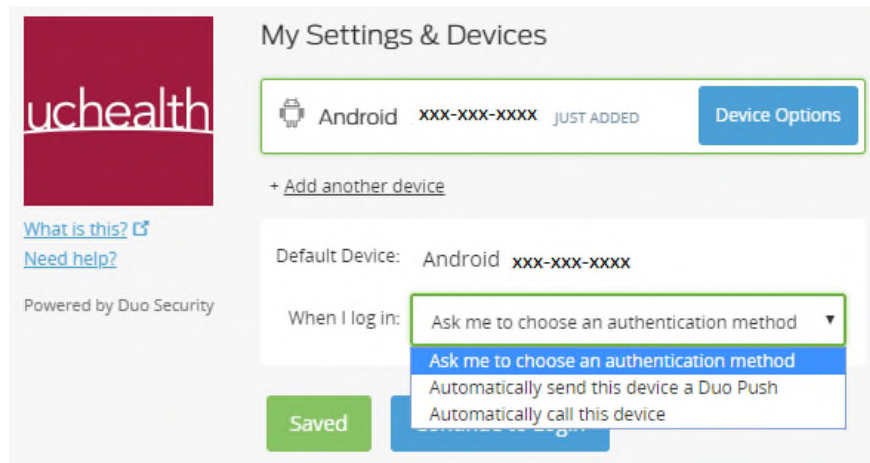 My Settings & Devices
uchealth
Android xxx-xxx-xxxx JUST ADDED
Device Options
+ Add another device
What is this?
Need help?
Powered by Duo Security
Default Device: Android xxx-xxx-xxxx
When I log in: Ask me to choose an authentication method
Ask me to choose an authentication method
Automatically send this device a Duo Push
Automatically call this device
Saved